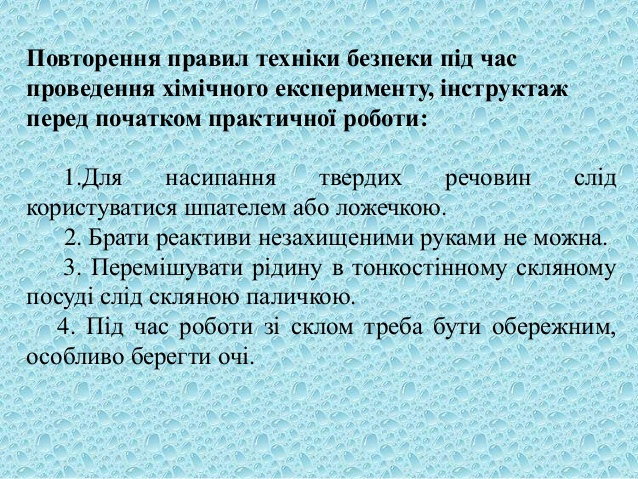 Повторення правил техніки безпеки під час
проведення хімічного експерименту, інструктаж
перед початком практичної роботи:
1.Для насипання твердих речовин слід
користуватися шпателем або ложечкою.
2. Брати реактиви незахищеними руками не можна.
3. Перемішувати рідину в тонкостінному скляному
посуді слід скляною паличкою.
4. Під час роботи зі склом треба бути обережним,
особливо берегти очі.